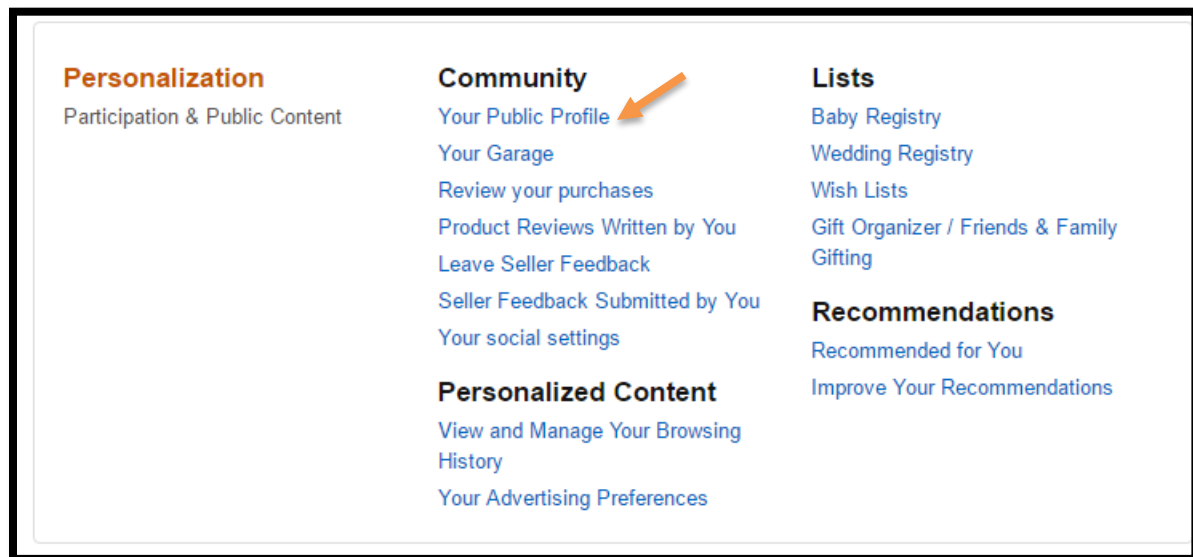 Personalization
Participation & Public Content
Community
Your Public Profile
Your Garage
Review your purchases
Product Reviews Written by You
Leave Seller Feedback
Seller Feedback Submitted by You
Your social settings
Personalized Content
View and Manage Your Browsing
History
Your Advertising Preferences
Lists
Baby Registry
Wedding Registry
Wish Lists
Gift Organizer / Friends & Family
Gifting
Recommendations
Recommended for You
Improve Your Recommendations